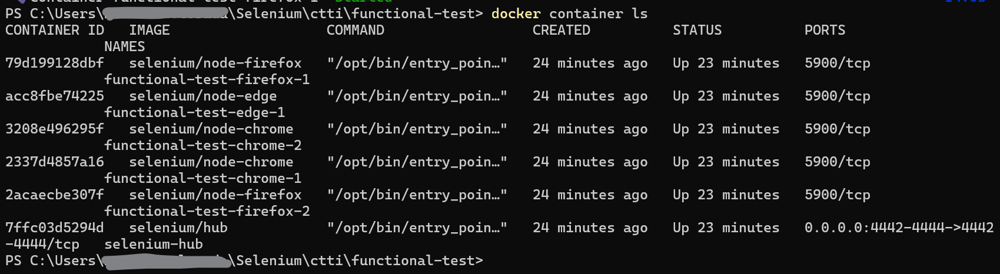 Container functional-test-firefox-1 Started
PS C:\Users\ \Selenium\ctti\functional-test> docker container ls
CONTAINER ID IMAGE COMMAND CREATED STATUS PORTS
NAMES
79d199128dbf selenium/node-firefox "/opt/bin/entry_poin…" 24 minutes ago Up 23 minutes 5900/tcp
functional-test-firefox-1
acc8fbe74225 selenium/node-edge "/opt/bin/entry_poin…" 24 minutes ago Up 23 minutes 5900/tcp
functional-test-edge-1
3208e496295f selenium/node-chrome "/opt/bin/entry_poin…" 24 minutes ago Up 23 minutes 5900/tcp
functional-test-chrome-2
2337d4857a16 selenium/node-chrome "/opt/bin/entry_poin…" 24 minutes ago Up 23 minutes 5900/tcp
functional-test-chrome-1
2acaecbe307f selenium/node-firefox "/opt/bin/entry_poin…" 24 minutes ago Up 23 minutes 5900/tcp
functional-test-firefox-2
7ffc03d5294d selenium/hub "/opt/bin/entry_poin…" 24 minutes ago Up 23 minutes 0.0.0.0:4442-4444->4442
-4444/tcp selenium-hub
PS C:\Users\ \Selenium\ctti\functional-test>